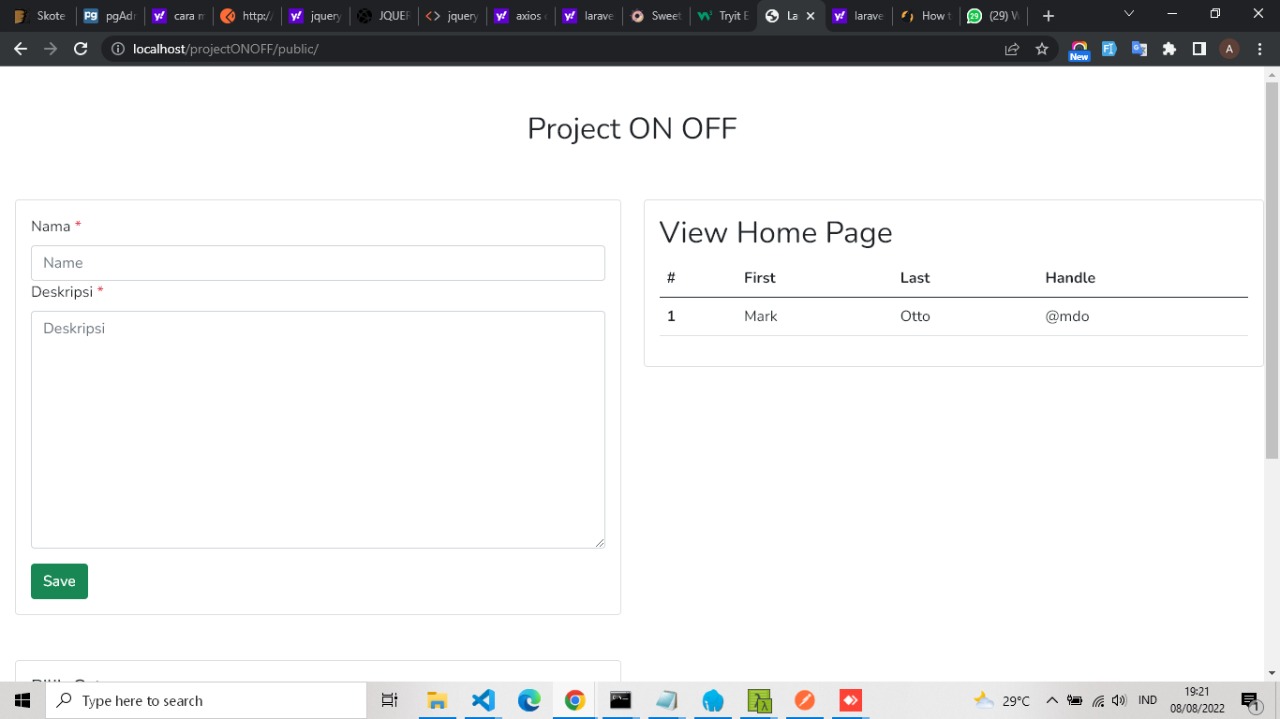 Skote
pgAdr
cara m
http:/
jquery
JQUER
jquery
axios
larave
Sweet
Tryit E
La
larave
How t
(29) W
localhost/projectONOFF/public/
New
A
Project ON OFF
Nama *
Name
Deskripsi *
Deskripsi
Save
View Home Page
# First Last Handle
1 Mark Otto @mdo
Type here to search
29°C
IND
19:21
08/08/2022
1